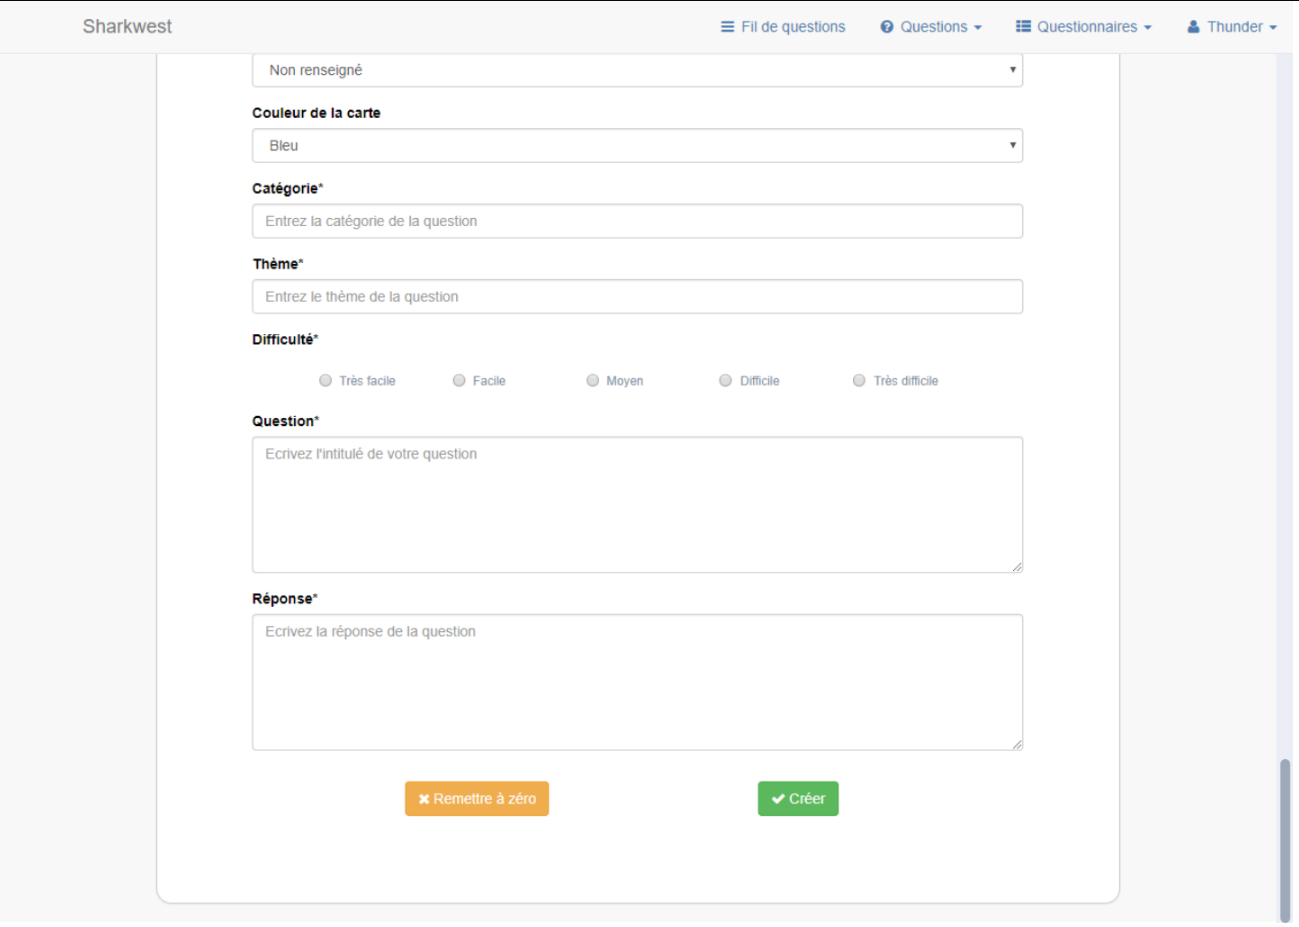 Sharkwest Fil de questions Questions Questionnaires Thunder
Non renseigné
Couleur de la carte
Bleu
Catégorie*
Entrez la catégorie de la question
Thème*
Entrez le thème de la question
Difficulté*
Très facile Facile Moyen Difficile Très difficile
Question*
Ecrivez l'intitulé de votre question
Réponse*
Ecrivez la réponse de la question
Remettre à zéro Créer